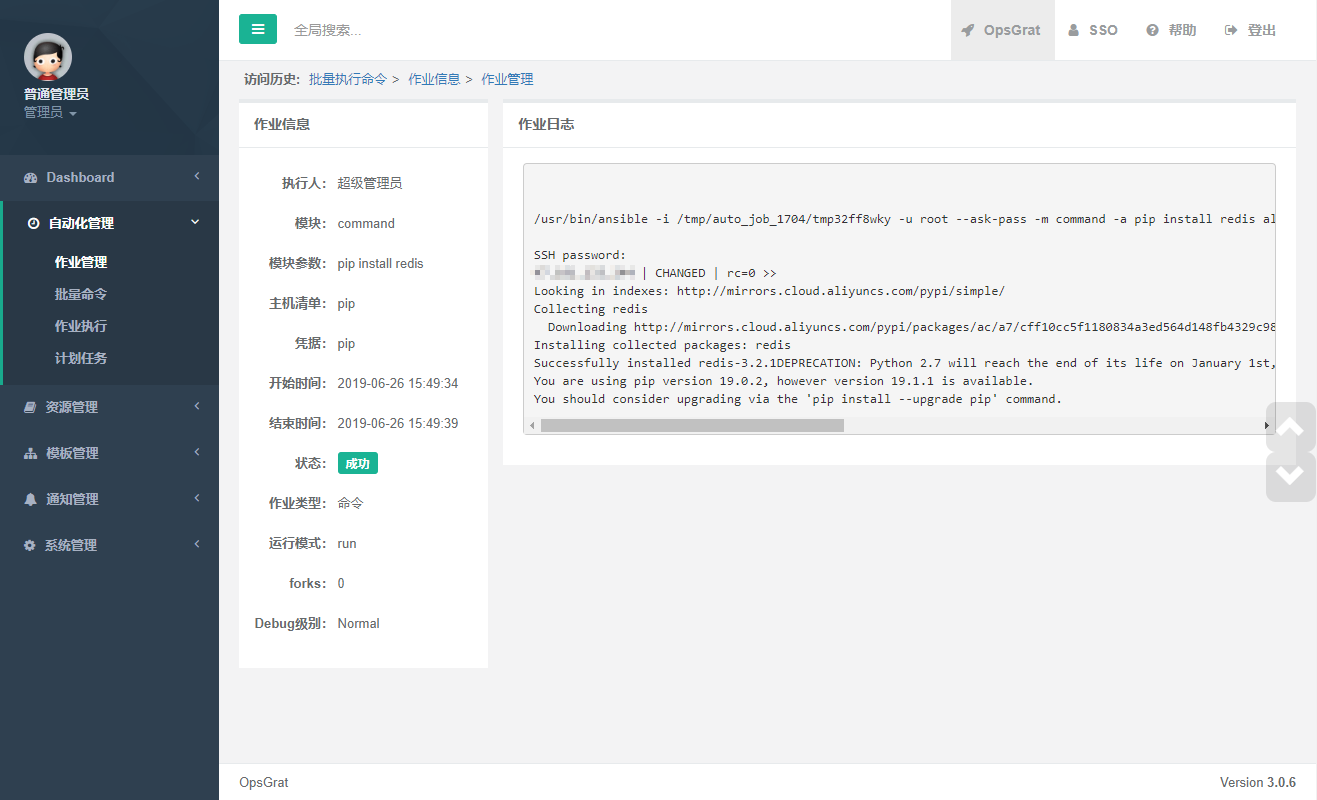 普通管理员
管理员
Dashboard
自动化管理
作业管理
批量命令
作业执行
计划任务
资源管理
模板管理
通知管理
系统管理
全局搜索...
OpsGrat
SSO
帮助
登出
访问历史: 批量执行命令 > 作业信息 > 作业管理
作业信息
执行人: 超级管理员
模块: command
模块参数: pip install redis
主机清单: pip
凭据: pip
开始时间: 2019-06-26 15:49:34
结束时间: 2019-06-26 15:49:39
状态: 成功
作业类型: 命令
运行模式: run
forks: 0
Debug级别: Normal
作业日志
/usr/bin/ansible -i /tmp/auto_job_1704/tmp32ff8wky -u root --ask-pass -m command -a pip install redis al
SSH password:
| CHANGED | rc=0 >>
Looking in indexes: http://mirrors.cloud.aliyuncs.com/pypi/simple/
Collecting redis
Downloading http://mirrors.cloud.aliyuncs.com/pypi/packages/ac/a7/cff10cc5f1180834a3ed564d148fb4329c98
Installing collected packages: redis
Successfully installed redis-3.2.1DEPRECATION: Python 2.7 will reach the end of its life on January 1st,
You are using pip version 19.0.2, however version 19.1.1 is available.
You should consider upgrading via the 'pip install --upgrade pip' command.
OpsGrat
Version 3.0.6